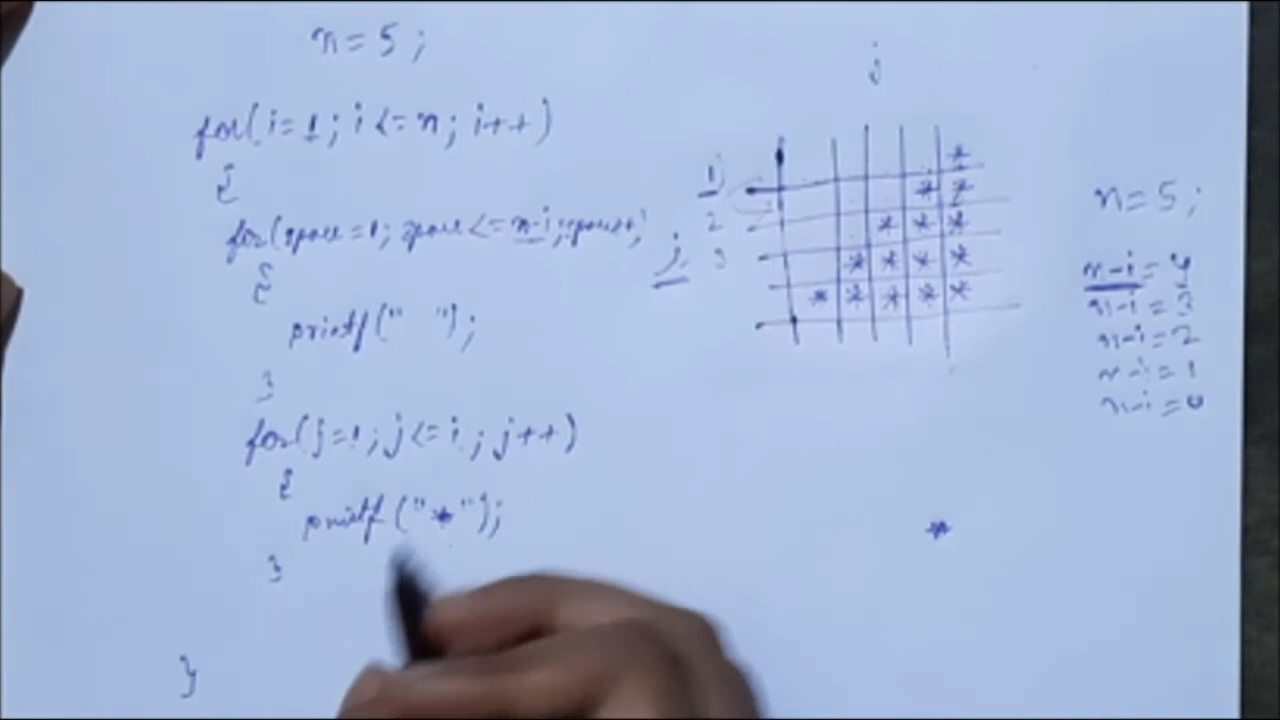 n=5;
for(i=1; i<=n; i++)
{
for(space=1; space<=n-i; space++)
{
printf(" ");
}
for(j=1; j<=i; j++)
{
printf("*");
}
}
j
i
1)
2
3
*
* *
* * *
* * * *
* * * * *
n=5;
n-i=4
n-i=3
n-i=2
n-i=1
n-i=0
*